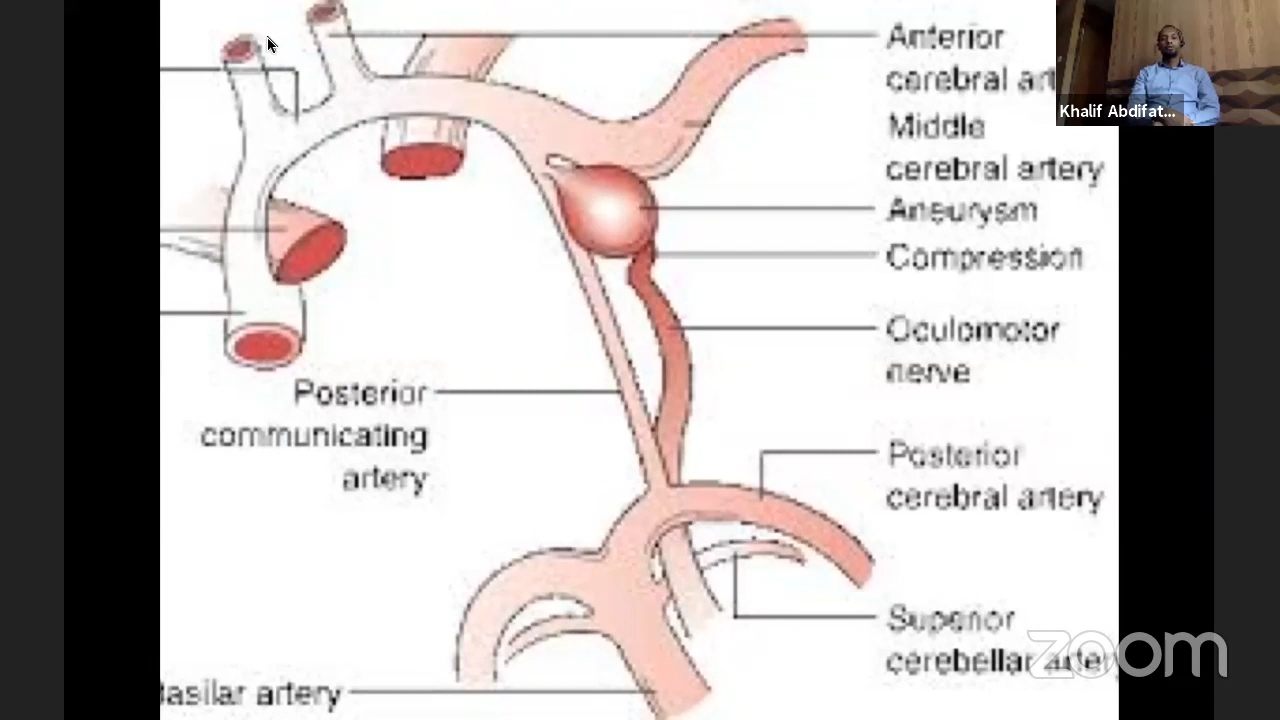 Anterior
cerebral art
Khalif Abdifat...
Middle
cerebral artery
Aneurysm
Compression
Oculomotor
nerve
Posterior
communicating
artery
Posterior
cerebral artery
Superior
cerebellar artery
basilar artery
zoom